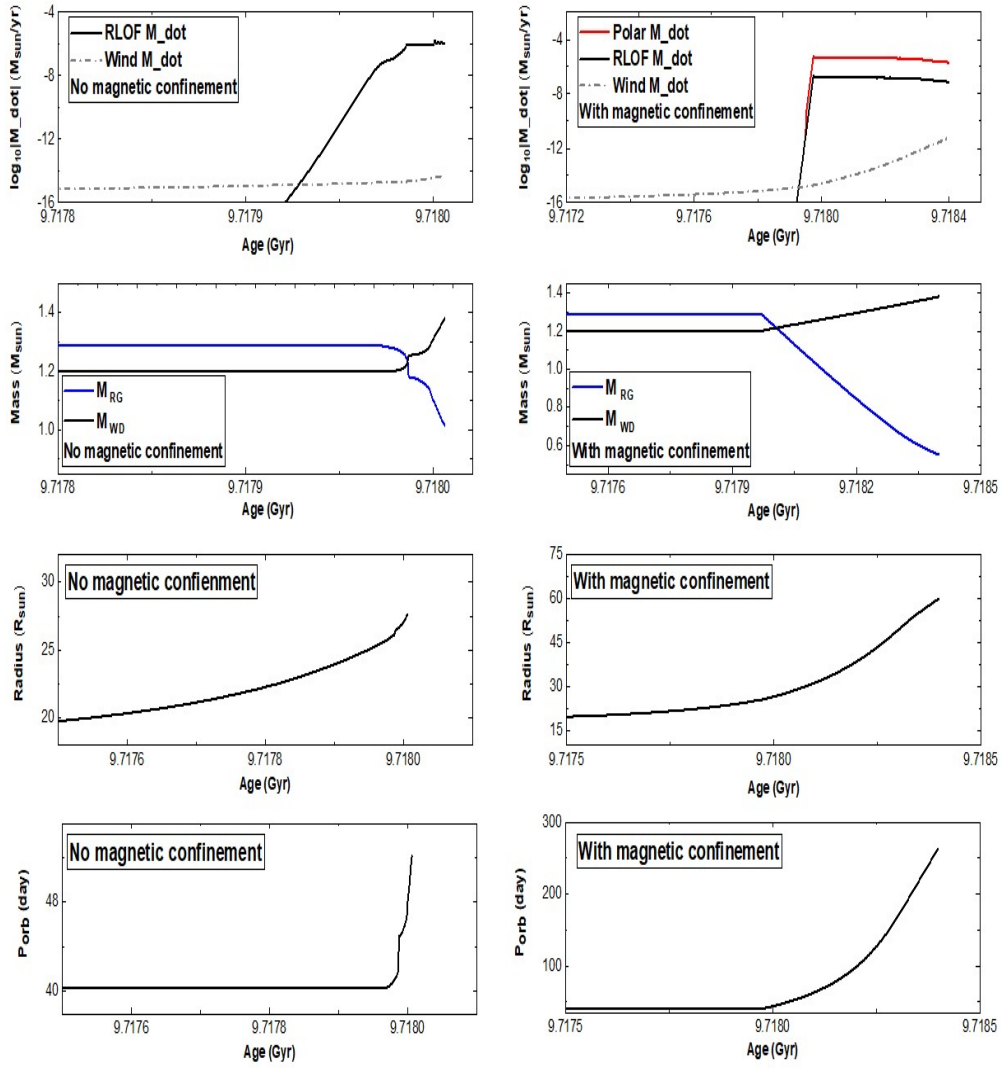 log10|M_dot| (Msun/yr)
-4
-8
-12
-16
RLOF M_dot
Wind M_dot
No magnetic confinement
9.7178
9.7179
9.7180
Age (Gyr)
log10|M_dot| (Msun/yr)
-4
-8
-12
-16
Polar M_dot
RLOF M_dot
Wind M_dot
With magnetic confinement
9.7172
9.7176
9.7180
9.7184
Age (Gyr)
Mass (Msun)
1.4
1.2
1.0
MRG
MWD
No magnetic confinement
9.7178
9.7179
9.7180
Age (Gyr)
Mass (Msun)
1.4
1.2
1.0
0.8
0.6
MRG
MWD
With magnetic confinement
9.7176
9.7179
9.7182
9.7185
Age (Gyr)
Radius (Rsun)
30
25
20
No magnetic confienment
9.7176
9.7178
9.7180
Age (Gyr)
Radius (Rsun)
75
60
45
30
15
With magnetic confinement
9.7175
9.7180
9.7185
Age (Gyr)
Porb (day)
48
40
No magnetic confinement
9.7176
9.7178
9.7180
Age (Gyr)
Porb (day)
300
200
100
With magnetic confinement
9.7175
9.7180
9.7185
Age (Gyr)